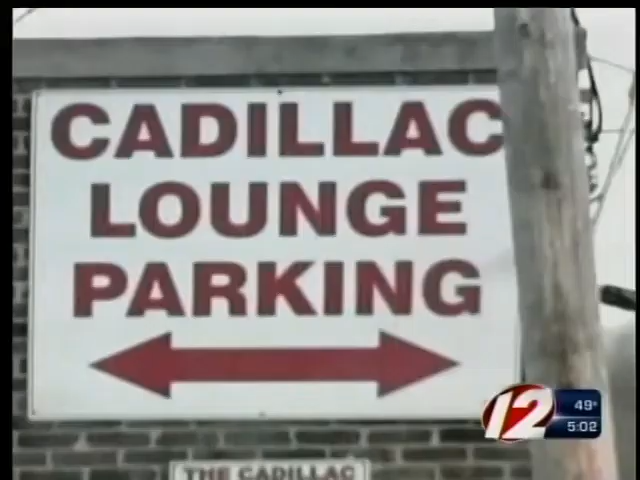 CADILLAC
LOUNGE
PARKING
12
49°
5:02
THE CADILLAC